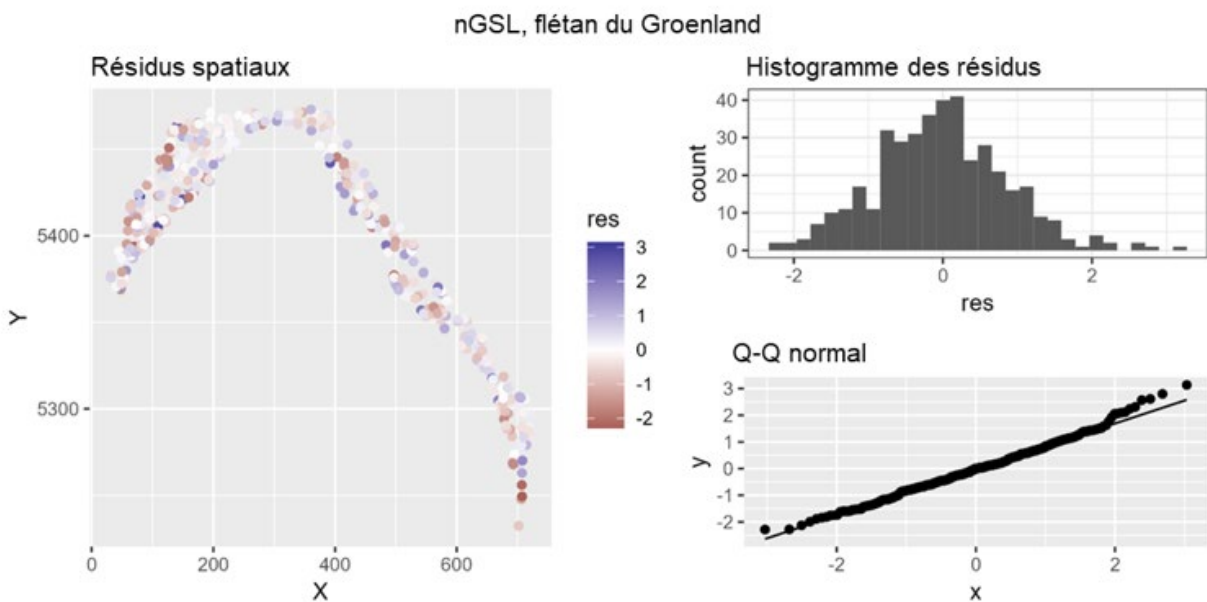 nGSL, flétan du Groenland
Résidus spatiaux
Y
5400
5300
0
200
400
600
X
res
3
2
1
0
-1
-2
Histogramme des résidus
count
40
30
20
10
0
-2
0
2
res
Q-Q normal
y
3
2
1
0
-1
-2
-2
0
2
x